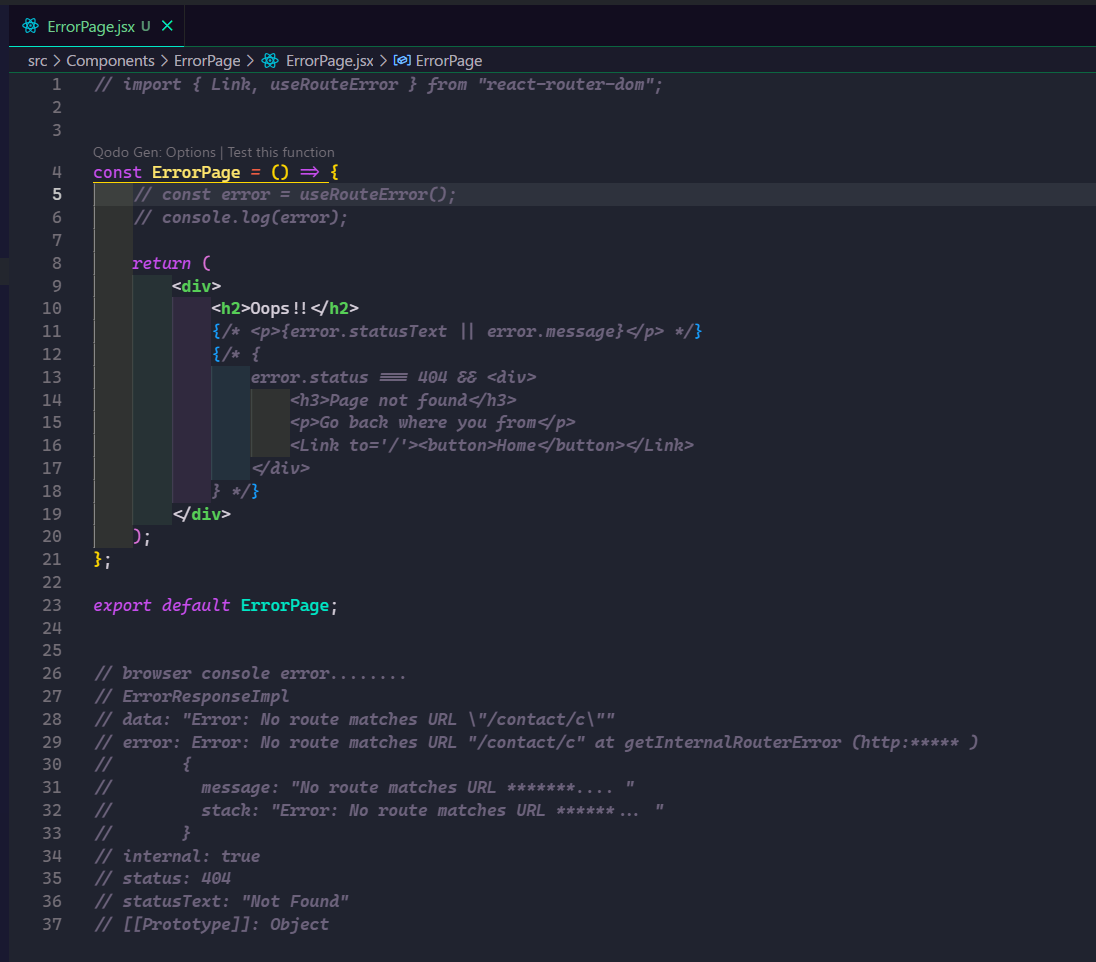 ErrorPage.jsx U ×
src > Components > ErrorPage > ErrorPage.jsx > ErrorPage
1 // import { Link, useRouteError } from "react-router-dom";
2
3
Qodo Gen: Options | Test this function
4 const ErrorPage = () => {
5 // const error = useRouteError();
6 // console.log(error);
7
8 return (
9 <div>
10 <h2>Oops!!</h2>
11 {/* <p>{error.statusText || error.message}</p> */}
12 {/* {
13 error.status === 404 && <div>
14 <h3>Page not found</h3>
15 <p>Go back where you from</p>
16 <Link to='/'><button>Home</button></Link>
17 </div>
18 } */}
19 </div>
20 );
21 };
22
23 export default ErrorPage;
24
25
26 // browser console error........
27 // ErrorResponseImpl
28 // data: "Error: No route matches URL \"/contact/c\""
29 // error: Error: No route matches URL "/contact/c" at getInternalRouterError (http:***** )
30 // {
31 // message: "No route matches URL *******.... "
32 // stack: "Error: No route matches URL ******... "
33 // }
34 // internal: true
35 // status: 404
36 // statusText: "Not Found"
37 // [[Prototype]]: Object